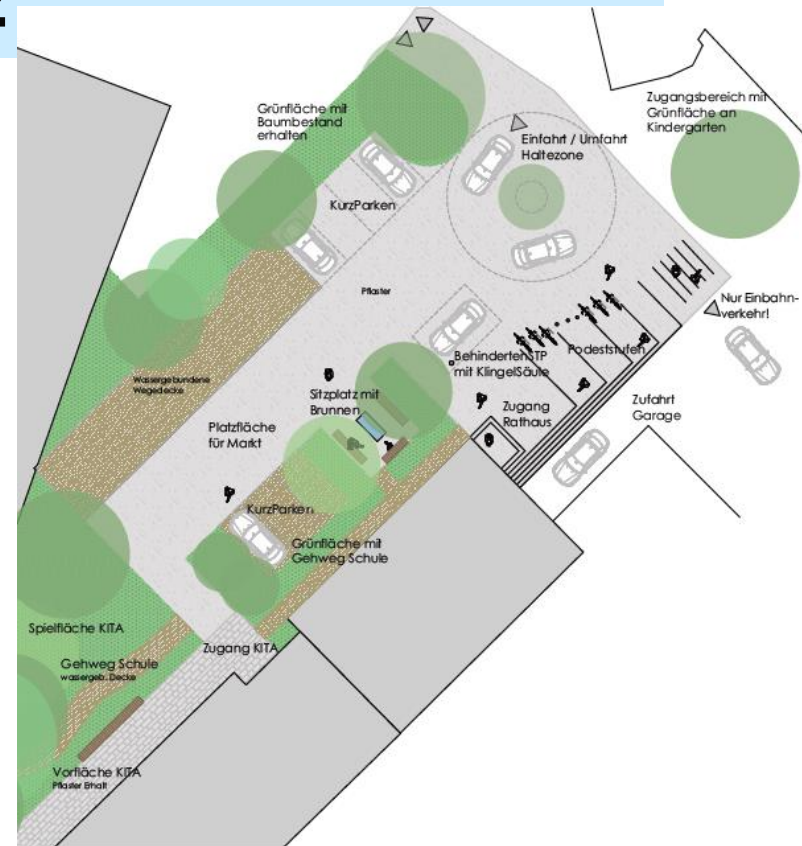 Grünfläche mit
Baumbestand
erhalten
Zugangsbereich mit
Grünfläche an
Kindergarten
Einfahrt / Umfahrt
Haltezone
KurzParken
Pflaster
Nur Einbahn-
verkehr!
BehindertenSTP
mit KlingelSäule
Podeststufen
Wassergebundene
Wegedecke
Sitzplatz mit
Brunnen
Zugang
Rathaus
Zufahrt
Garage
Platzfläche
für Markt
KurzParken
Grünfläche mit
Gehweg Schule
Spielfläche KITA
Zugang KITA
Gehweg Schule
wassergeb. Decke
Vorfläche KITA
Pflaster Erhalt